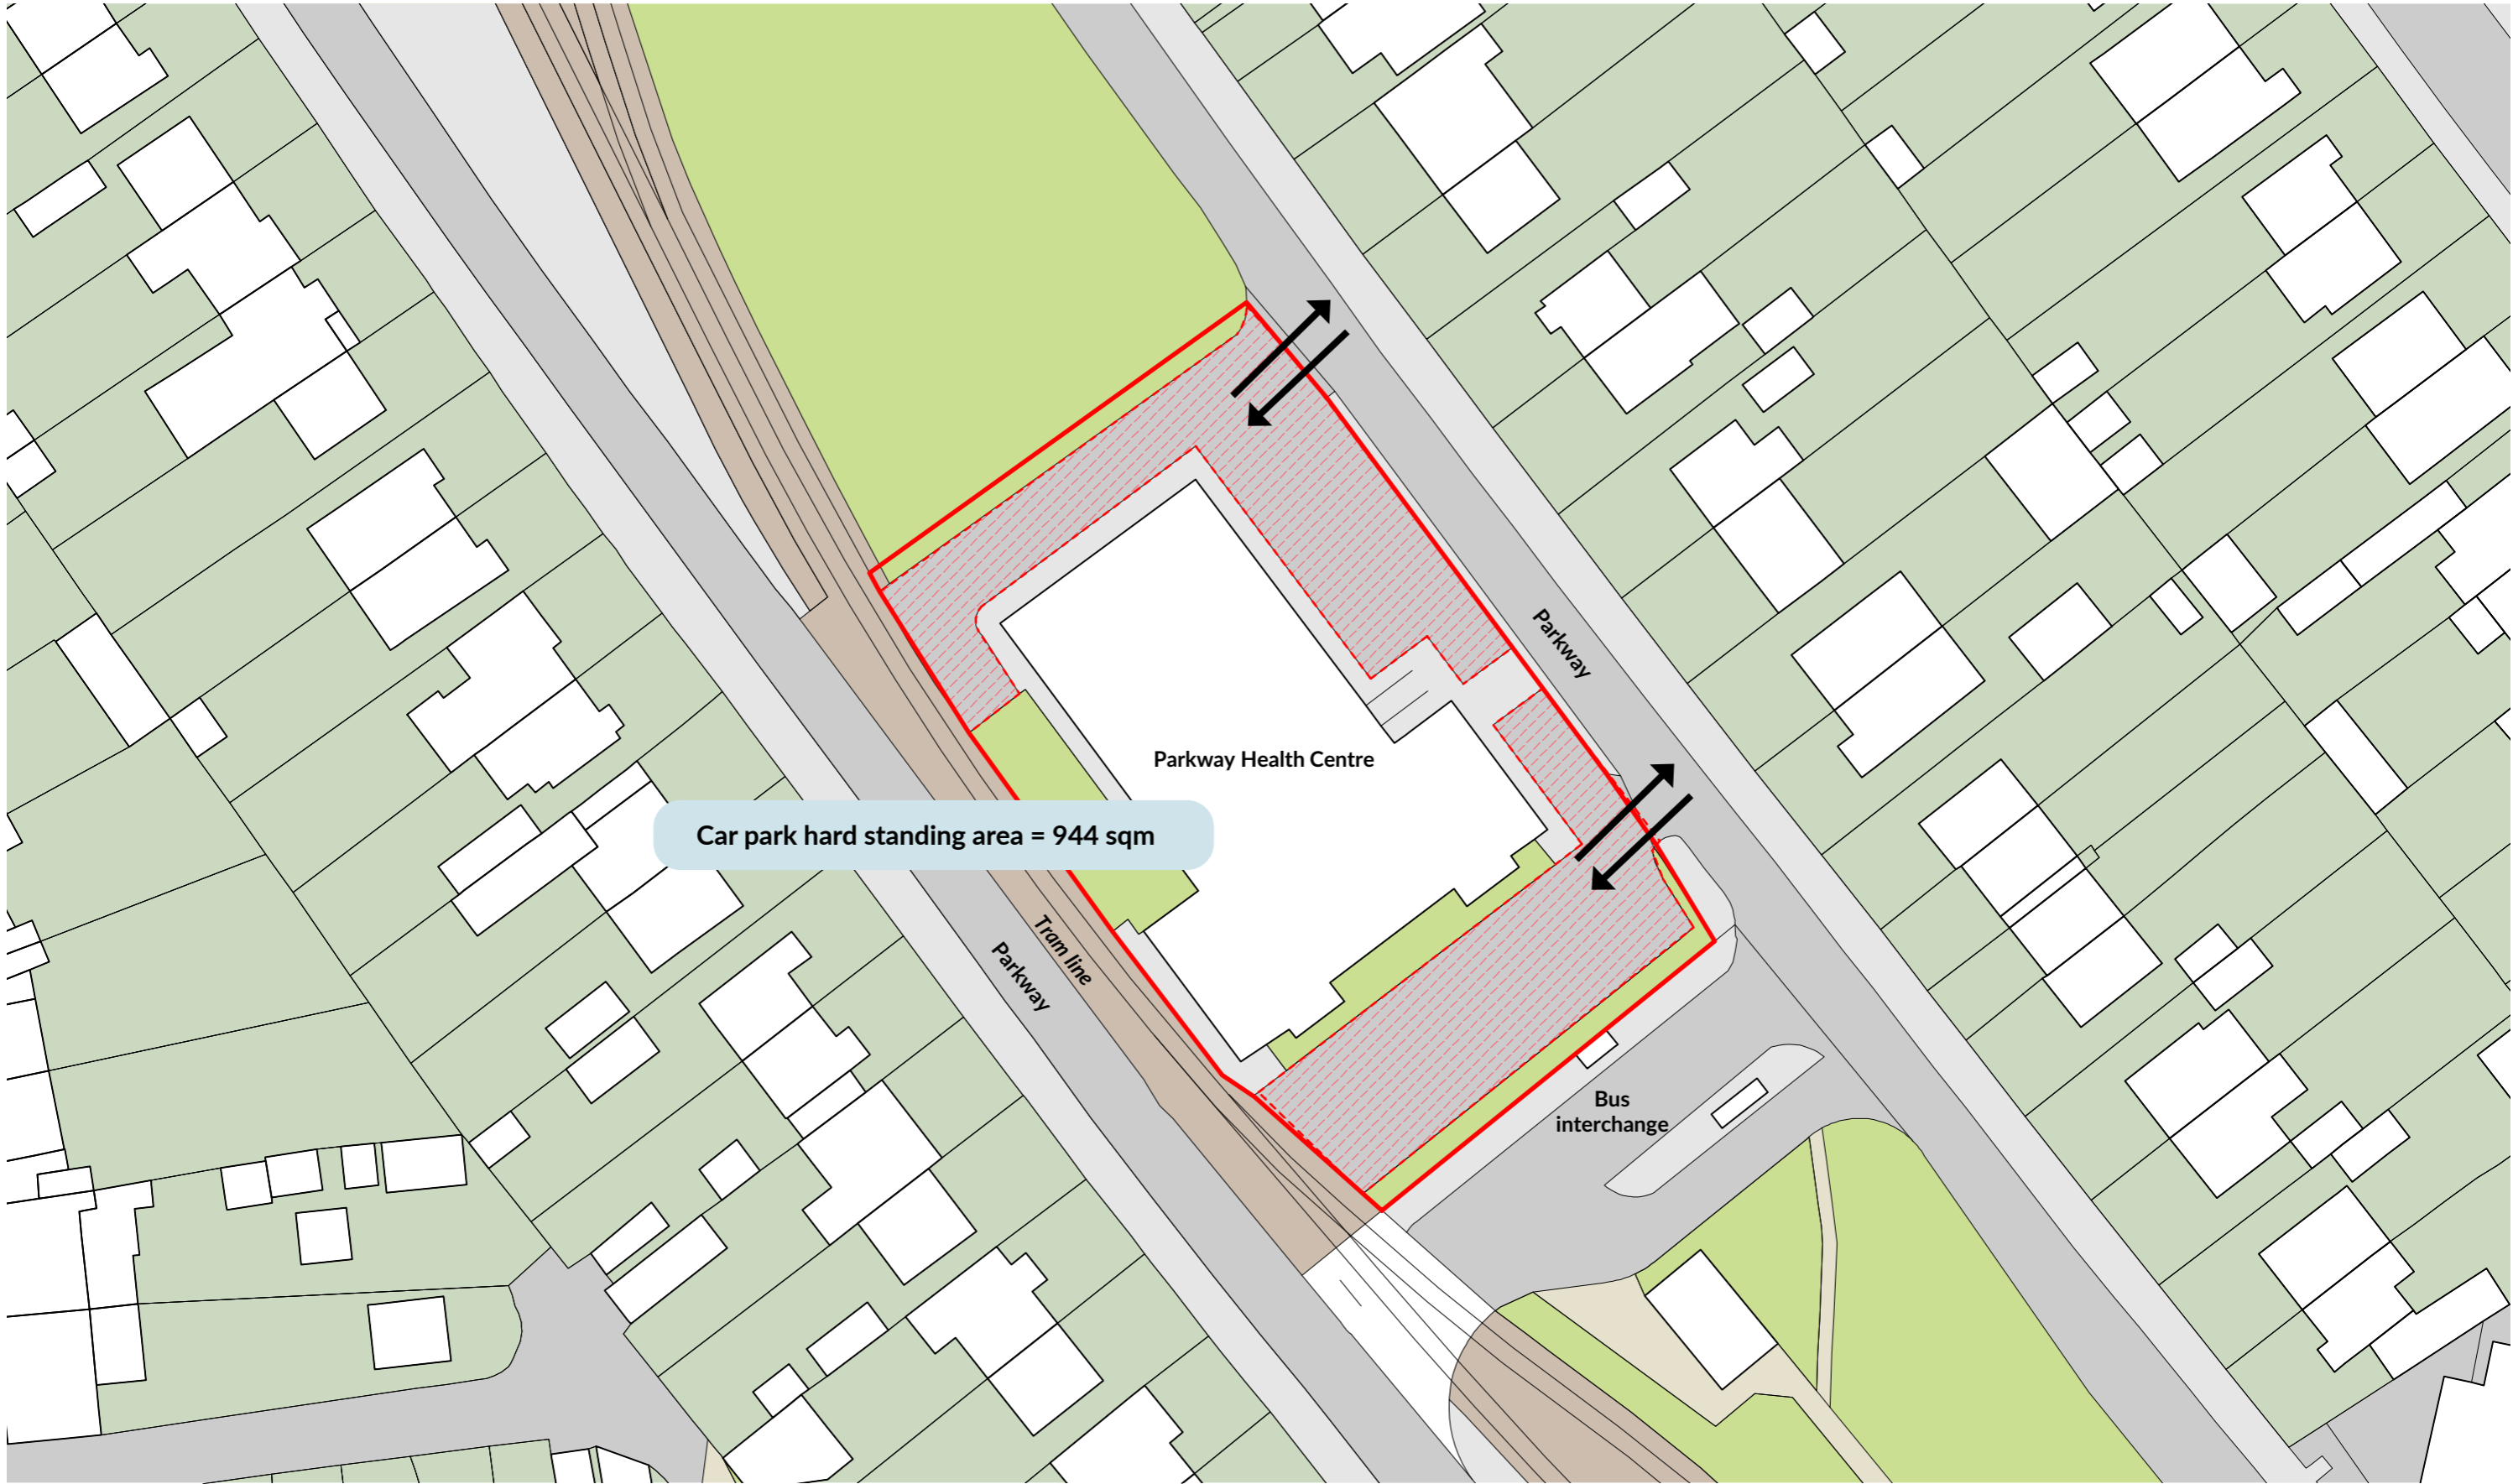 Parkway
Parkway Health Centre
Car park hard standing area = 944 sqm
Tram line
Parkway
Bus
interchange